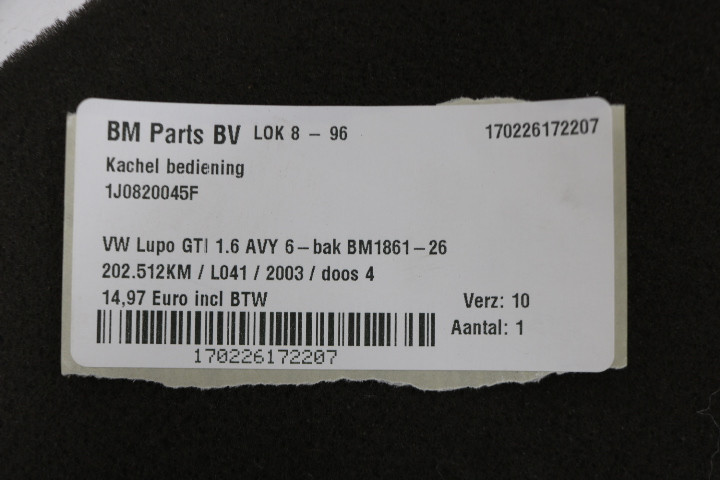 BM Parts BV LOK 8 - 96 170226172207
Kachel bediening
1J0820045F
VW Lupo GTI 1.6 AVY 6-bak BM1861-26
202.512KM / L041 / 2003 / doos 4
14,97 Euro incl BTW Verz: 10
Aantal: 1
170226172207